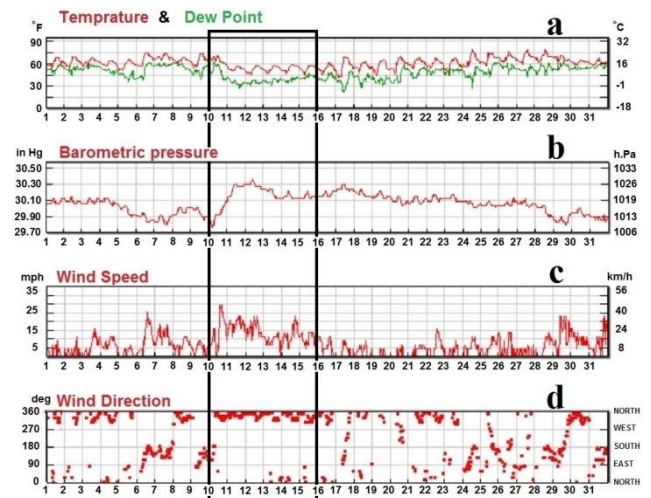 Temprature & Dew Point
a
°F
°C
90
60
30
0
32
16
-1
-18
1 2 3 4 5 6 7 8 9 10 11 12 13 14 15 16 17 18 19 20 21 22 23 24 25 26 27 28 29 30 31
in Hg
Barometric pressure
b
h.Pa
30.50
30.30
30.10
29.90
29.70
1033
1026
1019
1013
1006
1 2 3 4 5 6 7 8 9 10 11 12 13 14 15 16 17 18 19 20 21 22 23 24 25 26 27 28 29 30 31
mph
Wind Speed
c
km/h
35
25
15
5
56
40
24
8
1 2 3 4 5 6 7 8 9 10 11 12 13 14 15 16 17 18 19 20 21 22 23 24 25 26 27 28 29 30 31
deg
Wind Direction
d
360
270
180
90
0
NORTH
WEST
SOUTH
EAST
NORTH
1 2 3 4 5 6 7 8 9 10 11 12 13 14 15 16 17 18 19 20 21 22 23 24 25 26 27 28 29 30 31